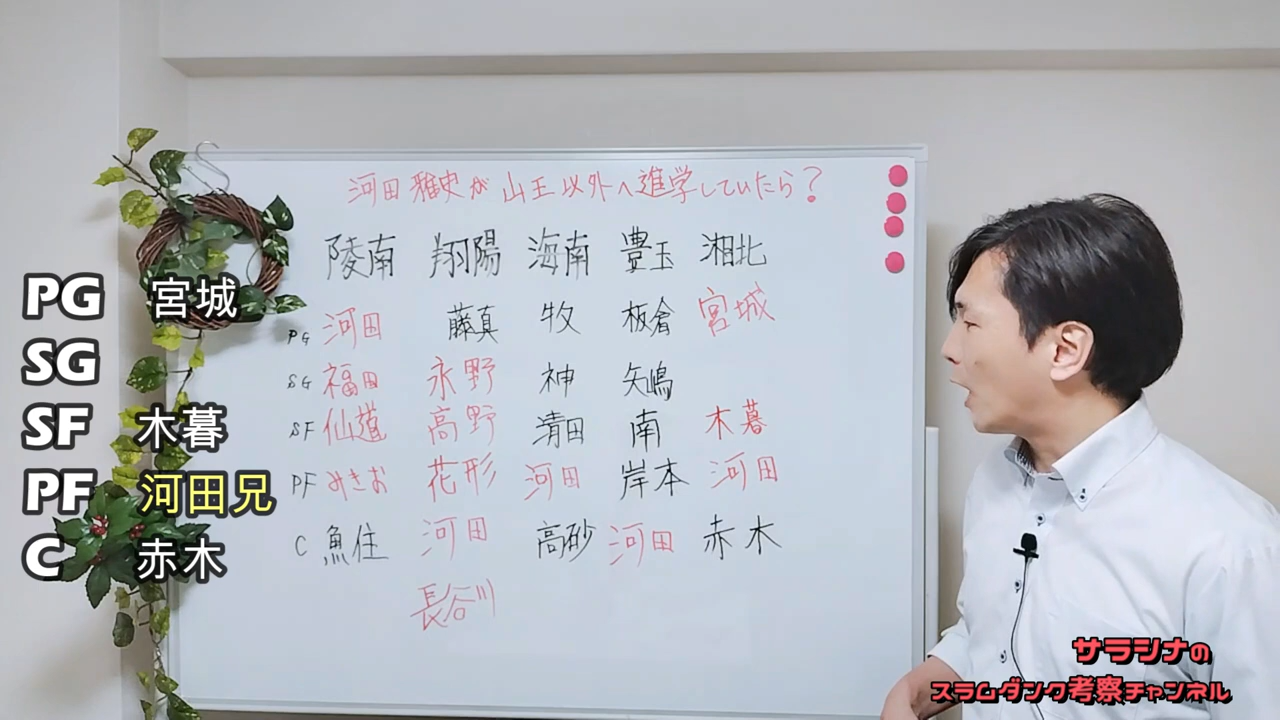 河田雅史が山王以外へ進学していたら?
陵南 翔陽 海南 豊玉 湘北
PG 河田 藤真 牧 板倉 宮城
SG 福田 永野 神 矢嶋
SF 仙道 高野 清田 南 木暮
PF みきお 花形 河田 岸本 河田
C 魚住 河田 高砂 河田 赤木
長谷川
PG 宮城
SG
SF 木暮
PF 河田兄
C 赤木
サラシナの
スラムダンク考察チャンネル